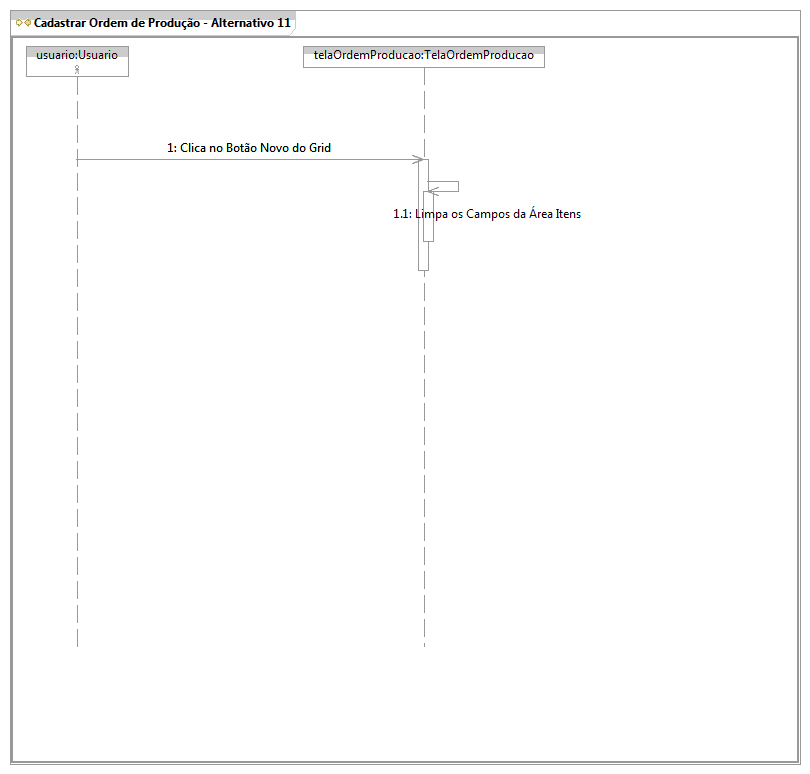 Cadastrar Ordem de Produção - Alternativo 11
usuario:Usuario
telaOrdemProducao:TelaOrdemProducao
1: Clica no Botão Novo do Grid
1.1: Limpa os Campos da Área Itens